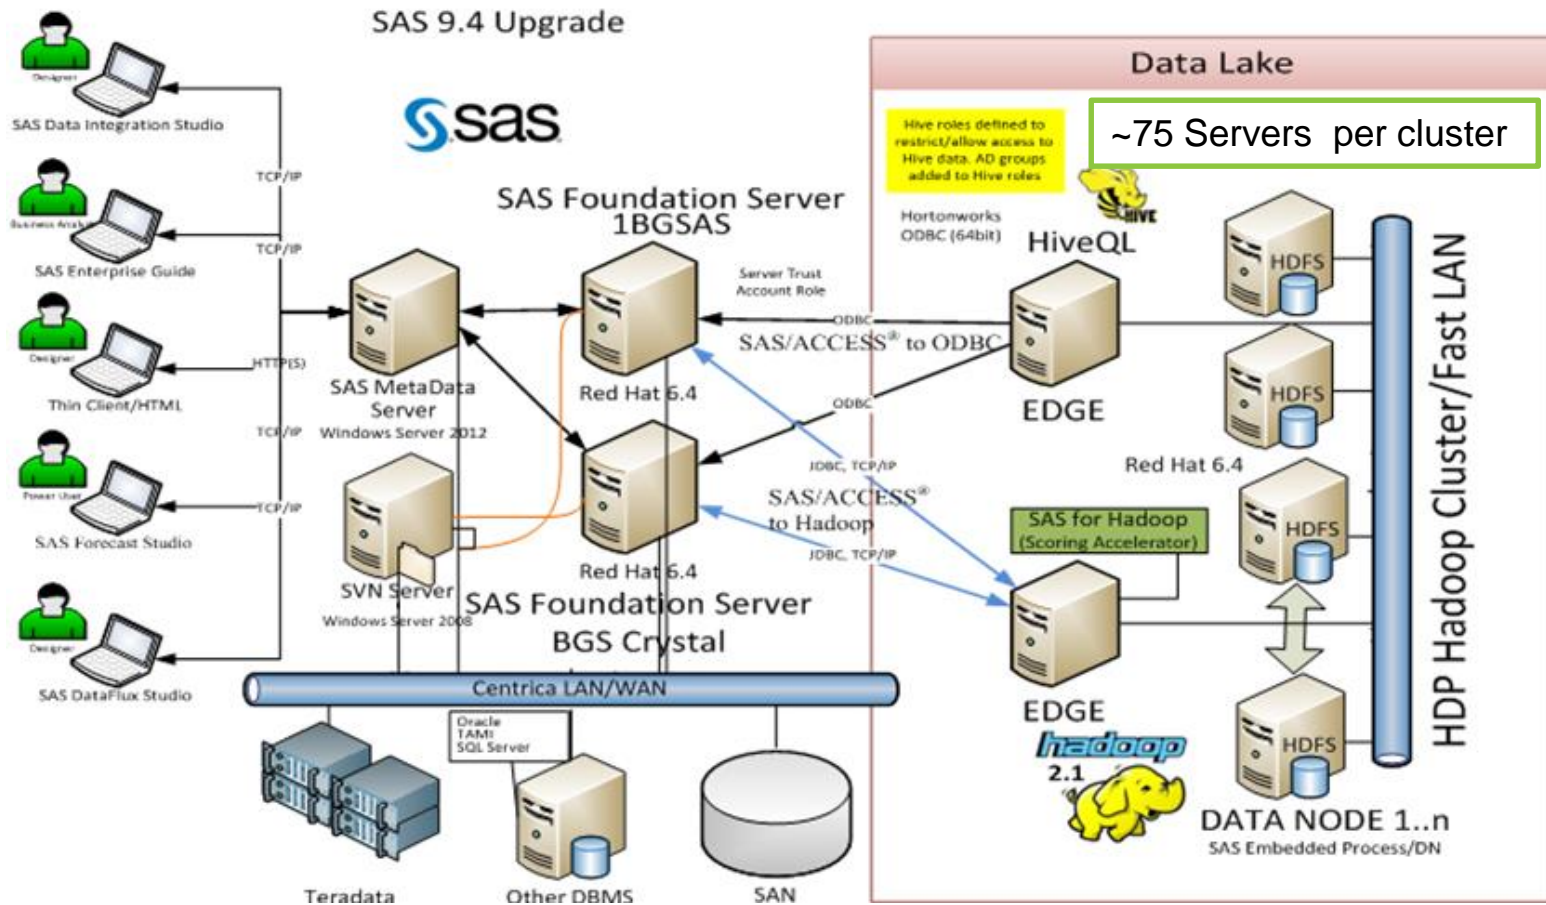 SAS 9.4 Upgrade
Designer
SAS Data Integration Studio
TCP/IP
Business Analyst
TCP/IP
SAS Enterprise Guide
Designer
HTTP(S)
Thin Client/HTML
TCP/IP
Power User
TCP/IP
SAS Forecast Studio
Designer
SAS DataFlux Studio
sas
SAS Foundation Server
1BGSAS
SAS MetaData
Server
Windows Server 2012
Red Hat 6.4
SVN Server
Windows Server 2008
Red Hat 6.4
SAS Foundation Server
BGS Crystal
Server Trust
Account Role
ODBC
SAS/ACCESS® to ODBC
ODBC
JDBC, TCP/IP
SAS/ACCESS®
to Hadoop
JDBC, TCP/IP
Centrica LAN/WAN
Oracle
TAMI
SQL Server
Teradata
Other DBMS
SAN
Data Lake
~75 Servers per cluster
Hive roles defined to
restrict/allow access to
Hive data. AD groups
added to Hive roles
HIVE
Hortonworks
ODBC (64bit)
HiveQL
EDGE
HDFS
HDFS
Red Hat 6.4
HDFS
SAS for Hadoop
(Scoring Accelerator)
EDGE
hadoop
2.1
HDFS
DATA NODE 1..n
SAS Embedded Process/DN
HDP Hadoop Cluster/Fast LAN